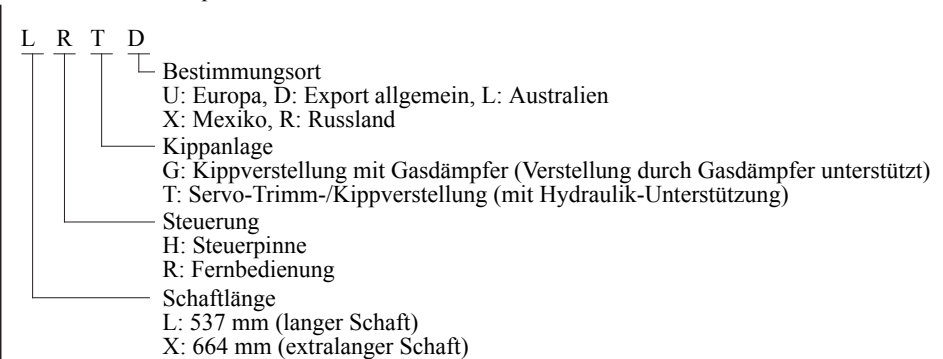 L R T D
Bestimmungsort
U: Europa, D: Export allgemein, L: Australien
X: Mexiko, R: Russland
Kippanlage
G: Kippverstellung mit Gasdämpfer (Verstellung durch Gasdämpfer unterstützt)
T: Servo-Trimm-/Kippverstellung (mit Hydraulik-Unterstützung)
Steuerung
H: Steuerpinne
R: Fernbedienung
Schaftlänge
L: 537 mm (langer Schaft)
X: 664 mm (extralanger Schaft)